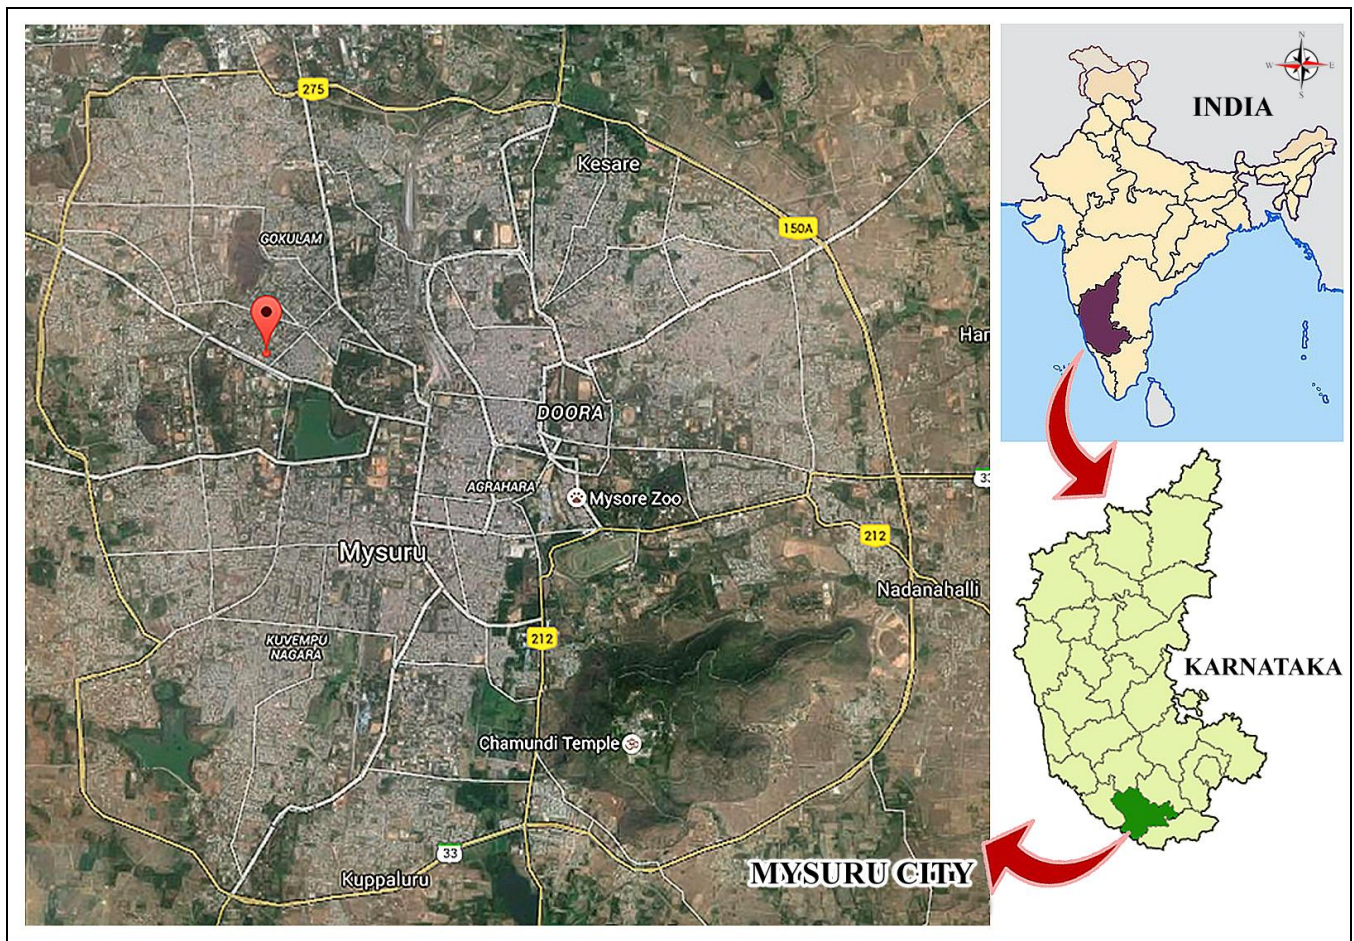 275
Kesare
150A
GOKULAM
Har
DOORA
AGRAHARA
Mysore Zoo
33
Mysuru
212
Nadanahalli
KUVEMPU
NAGARA
212
Chamundi Temple
33
Kuppaluru
MYSURU CITY
N
W
E
S
INDIA
KARNATAKA